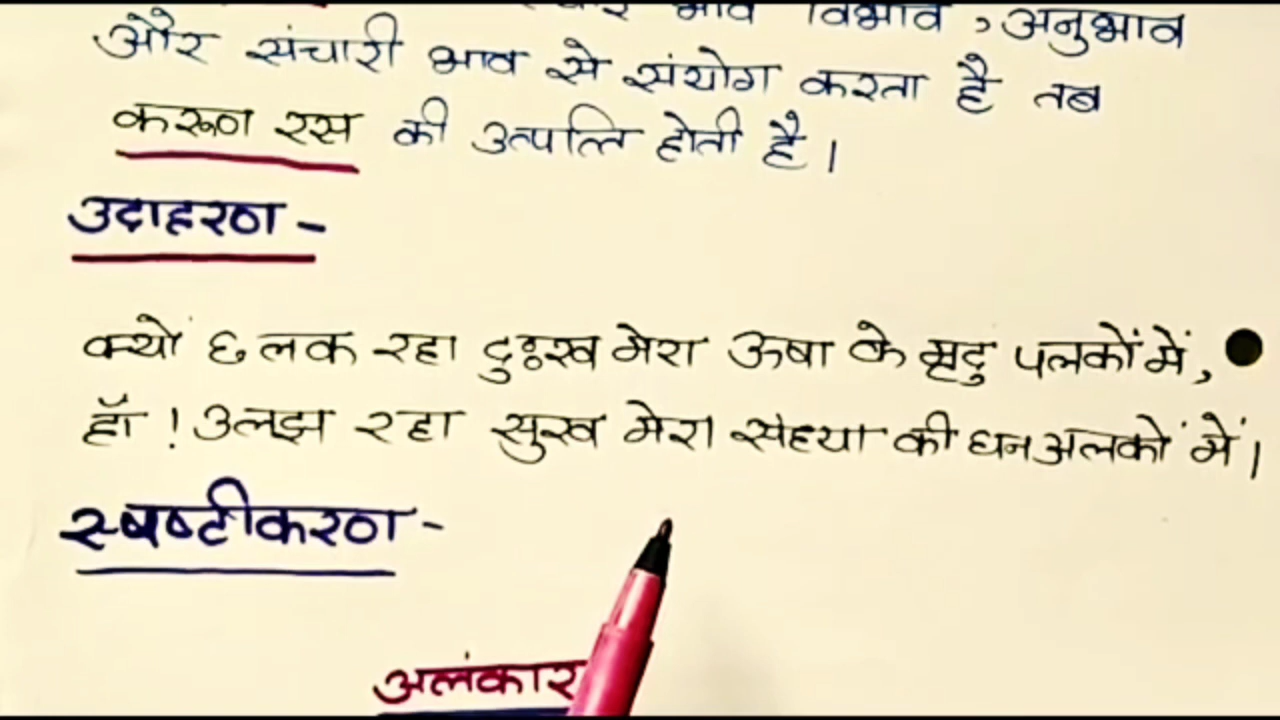 भाव विभाव, अनुभाव
और संचारी भाव से संयोग करता है तब
करूण रस की उत्पत्ति होती है।
उदाहरण -
क्यों छलक रहा दुःख मेरा ऊषा के मृदु पलकों में,
हाॅं ! उलझ रहा सुख मेरा संध्या की घन अलकों में।
स्पष्टीकरण -
अलंकार